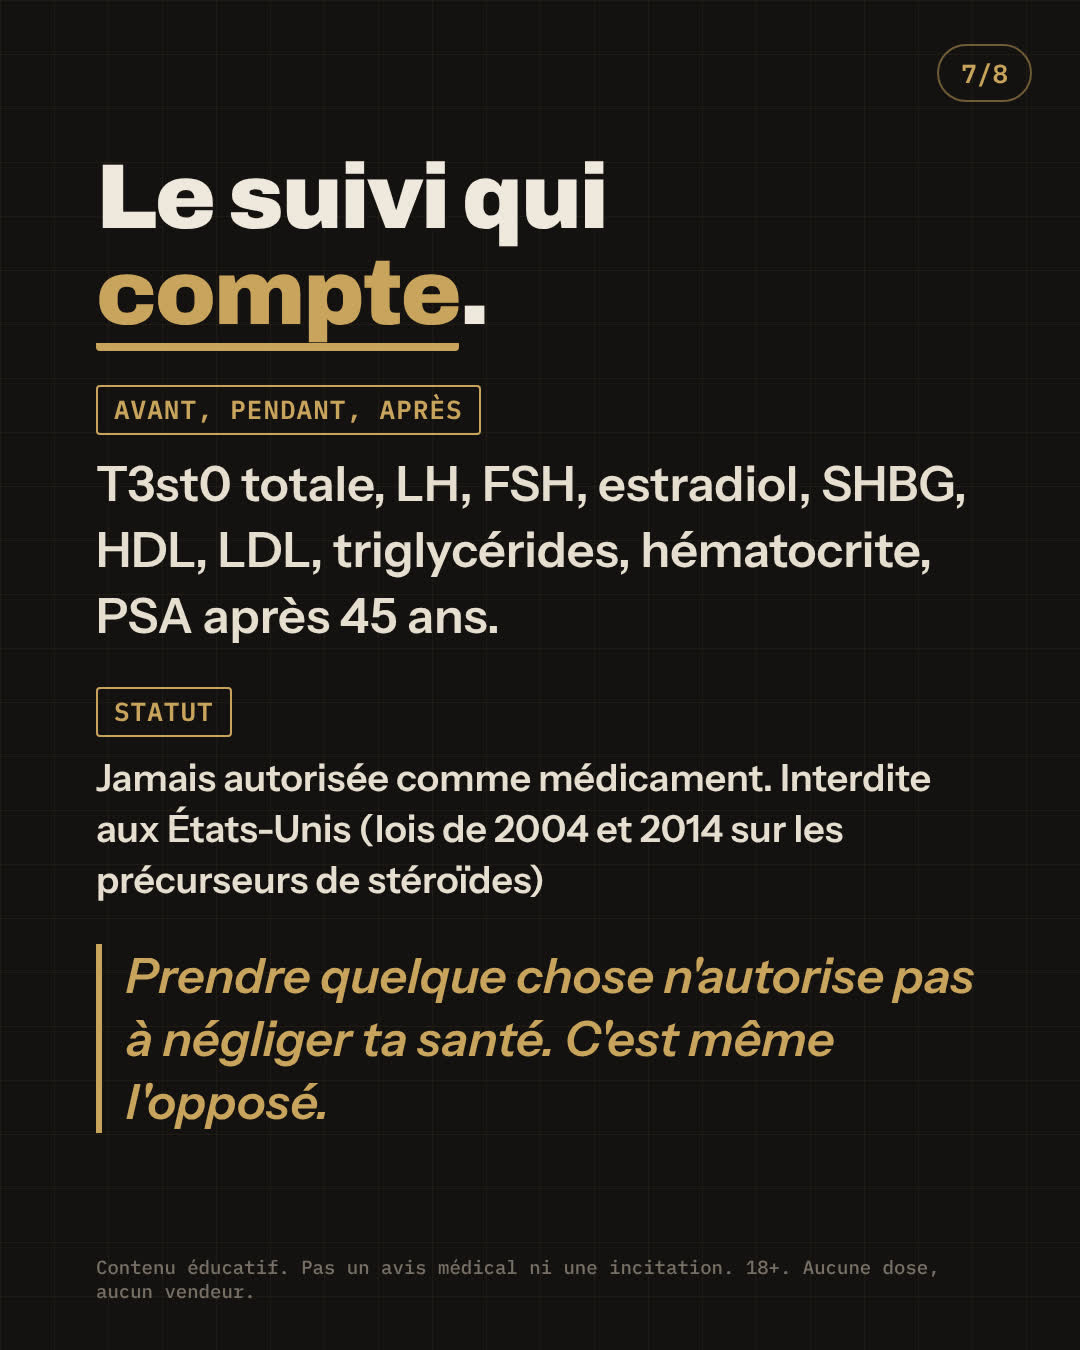 7/8
Le suivi qui
compte.
AVANT, PENDANT, APRÈS
T3st0 totale, LH, FSH, estradiol, SHBG,
HDL, LDL, triglycérides, hématocrite,
PSA après 45 ans.
STATUT
Jamais autorisée comme médicament. Interdite
aux États-Unis (lois de 2004 et 2014 sur les
précurseurs de stéroïdes)
Prendre quelque chose n'autorise pas
à négliger ta santé. C'est même
l'opposé.
Contenu éducatif. Pas un avis médical ni une incitation. 18+. Aucune dose,
aucun vendeur.